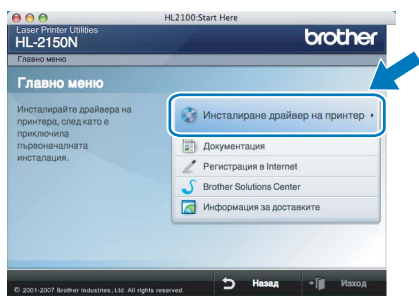 HL2100:Start Here
Laser Printer Utilities
HL-2150N
brother
Главно меню
Главно меню
Инсталирайте драйвера на
принтера, след като е
приключила
първоначалната
инсталация.
Инсталиране драйвер на принтер
Документация
Регистрация в Internet
Brother Solutions Center
Информация за доставките
© 2001-2007 Brother Industries, Ltd. All rights reserved.
Назад
Изход